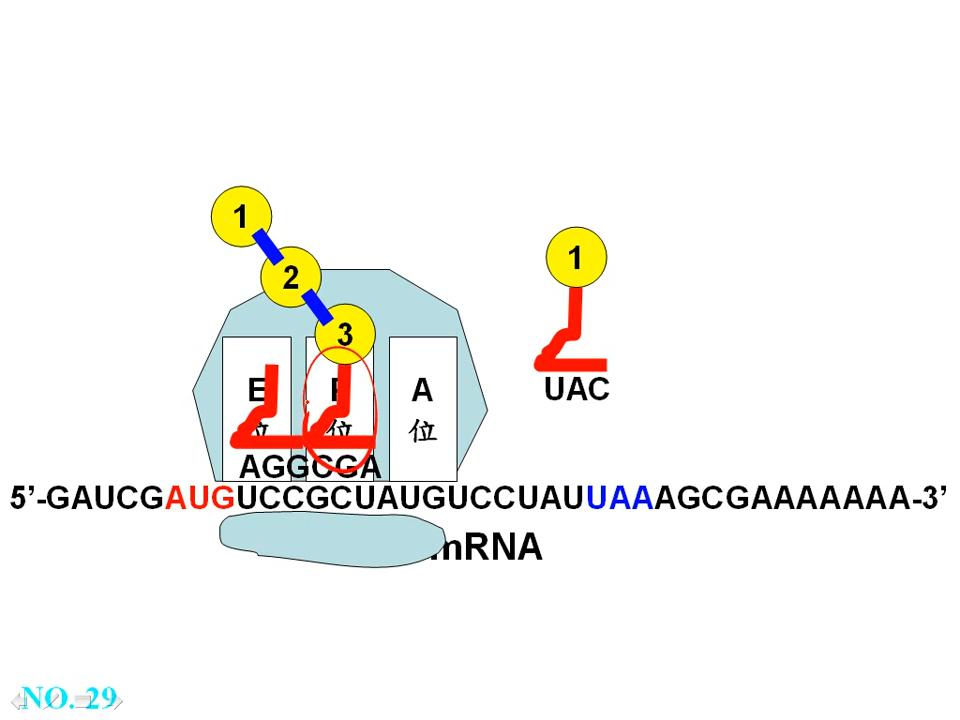 1
2
1
3
E P A
位 位 位
UAC
AGGCGA
5’-GAUCGAUGUCCGCUAUGUCCUAUUAAAGCGAAAAAAA-3’
mRNA
NO. 29